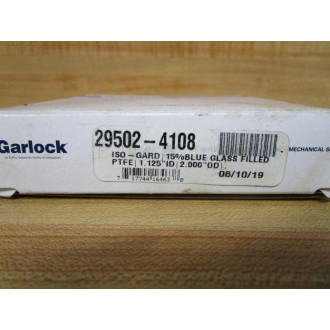 Garlock
29502-4108
ISO-GARD 15%BLUE GLASS FILLED
PTFE 1.125"ID 2.006"OD
08/10/19
MECHANICAL S